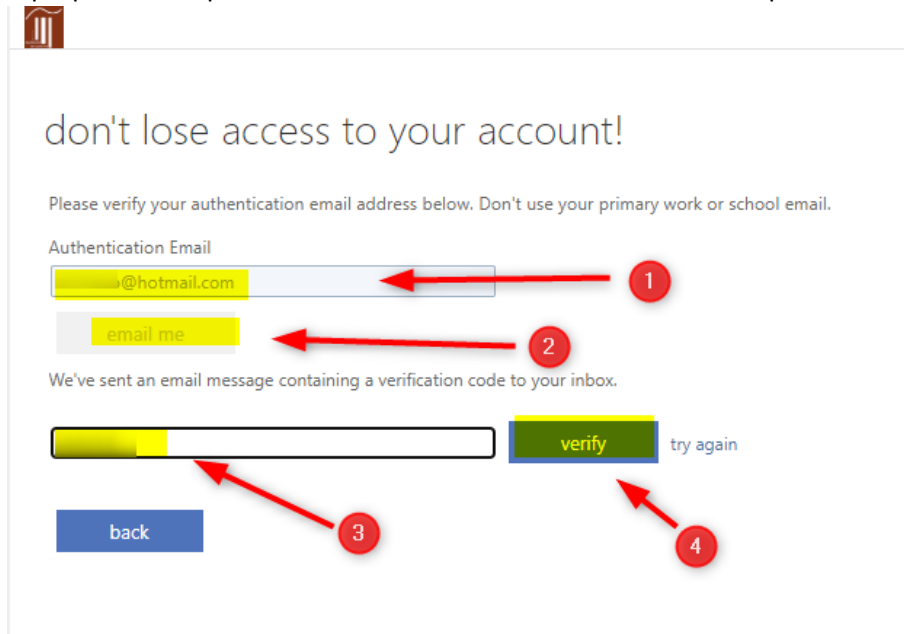 don't lose access to your account!
Please verify your authentication email address below. Don't use your primary work or school email.
Authentication Email
@hotmail.com
1
email me
2
We've sent an email message containing a verification code to your inbox.
verify try again
3
back
4